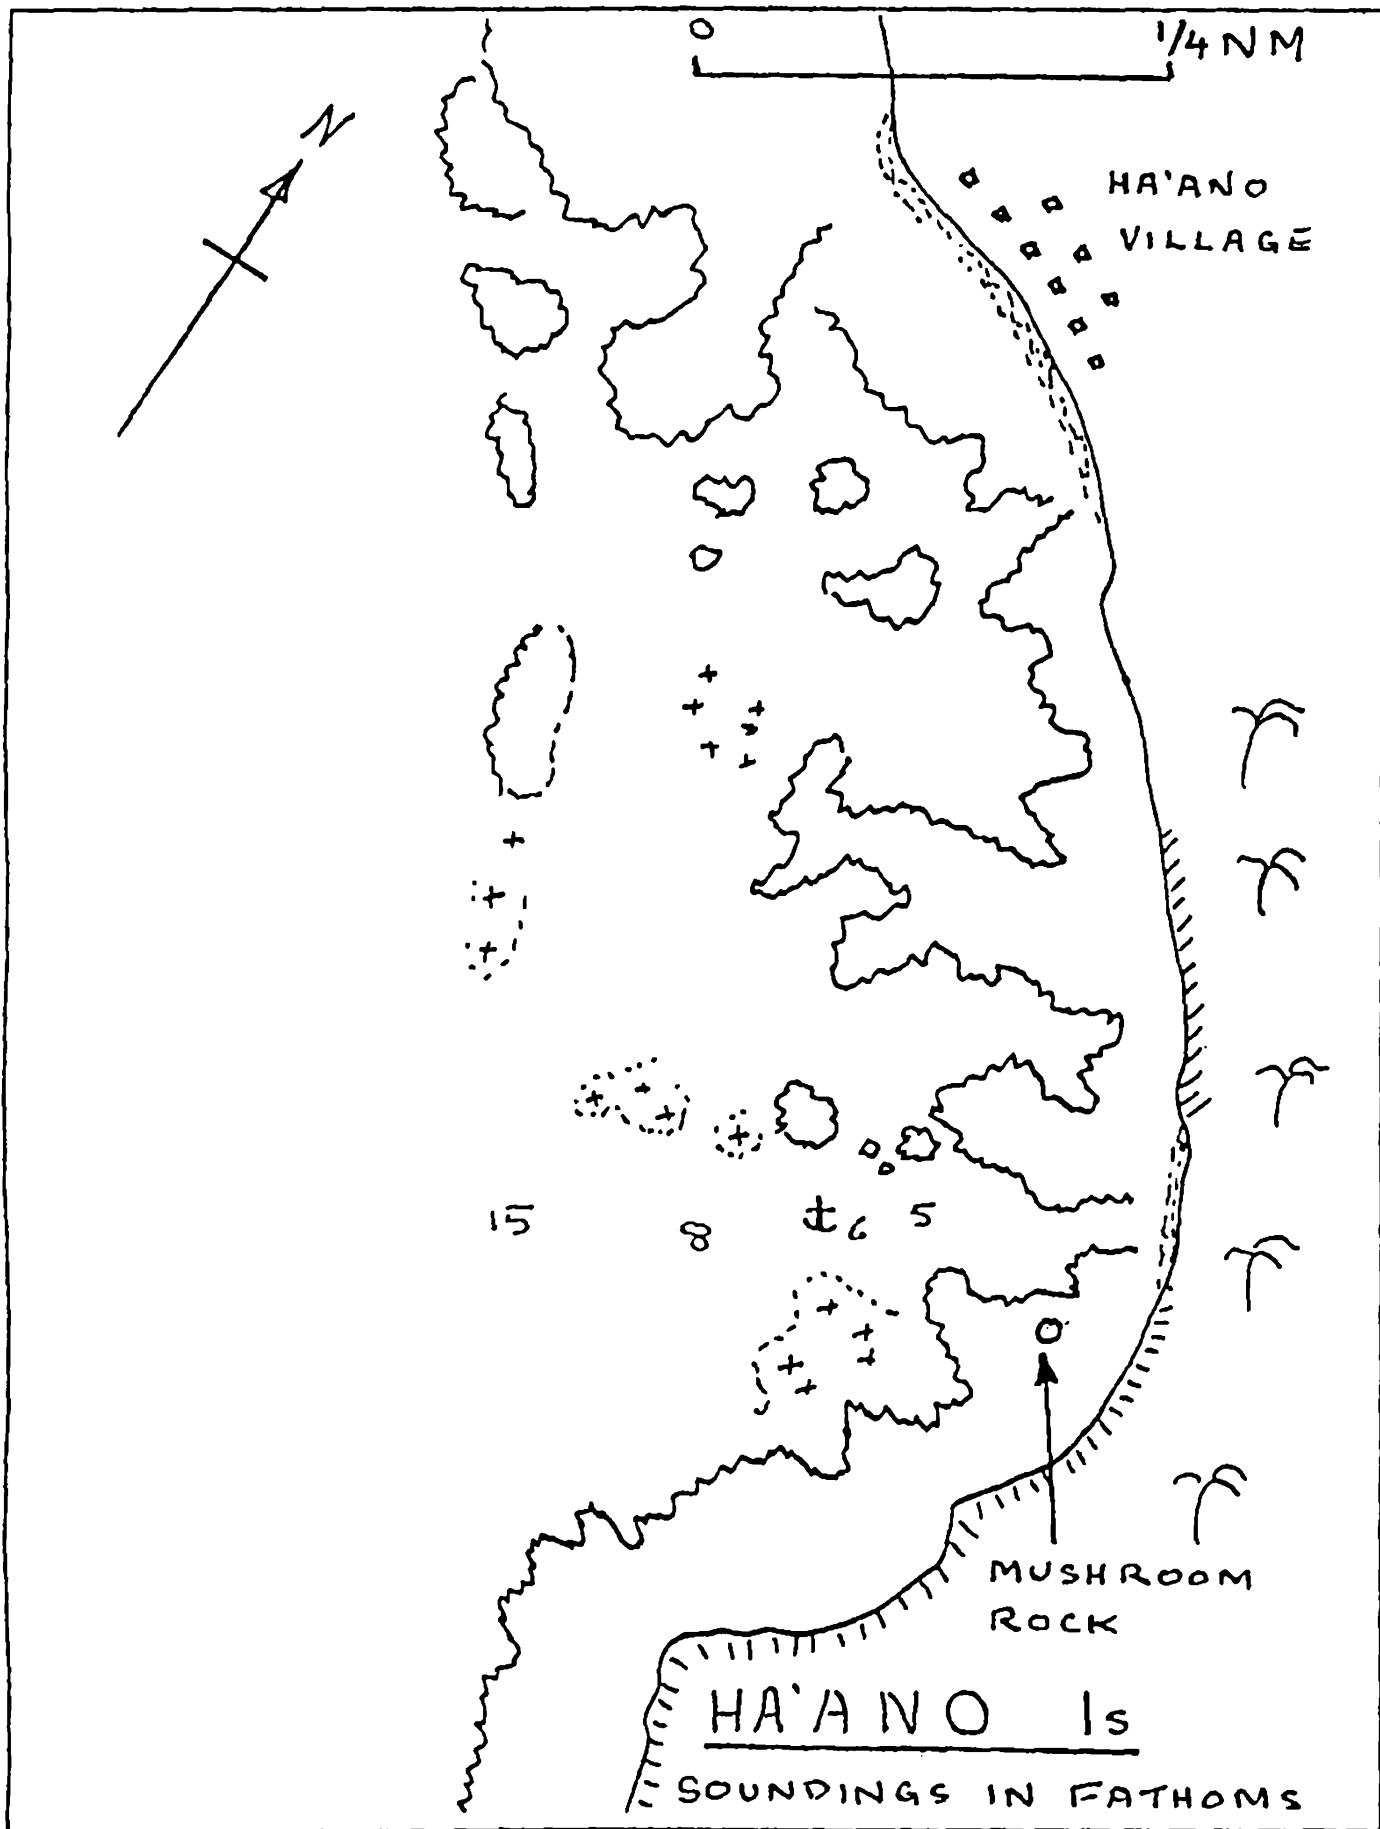 0 1/4 NM
N
HA'ANO
VILLAGE
15 8 6 5
MUSHROOM
ROCK
HA'ANO Is
SOUNDINGS IN FATHOMS